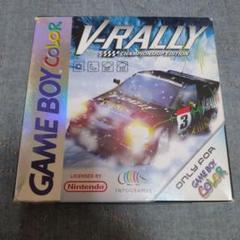 GAME BOY COLOR
V-RALLY
CHAMPIONSHIP EDITION
3
LICENSED BY
Nintendo
INFOGRAMES
ONLY FOR
GAME BOY
COLOR